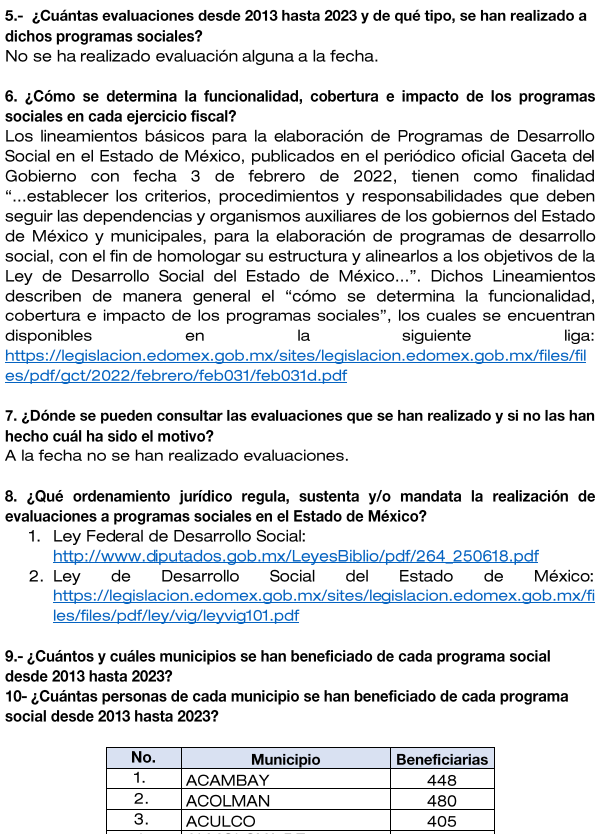 5.- ¿Cuántas evaluaciones desde 2013 hasta 2023 y de qué tipo, se han realizado a
dichos programas sociales?
No se ha realizado evaluación alguna a la fecha.
6. ¿Cómo se determina la funcionalidad, cobertura e impacto de los programas
sociales en cada ejercicio fiscal?
Los lineamientos básicos para la elaboración de Programas de Desarrollo
Social en el Estado de México, publicados en el periódico oficial Gaceta del
Gobierno con fecha 3 de febrero de 2022, tienen como finalidad
“...establecer los criterios, procedimientos y responsabilidades que deben
seguir las dependencias y organismos auxiliares de los gobiernos del Estado
de México y municipales, para la elaboración de programas de desarrollo
social, con el fin de homologar su estructura y alinearlos a los objetivos de la
Ley de Desarrollo Social del Estado de México...”. Dichos Lineamientos
describen de manera general el “cómo se determina la funcionalidad,
cobertura e impacto de los programas sociales”, los cuales se encuentran
disponibles en la siguiente liga:
https://legislacion.edomex.gob.mx/sites/legislacion.edomex.gob.mx/files/fil
es/pdf/gct/2022/febrero/feb031/feb031d.pdf
7. ¿Dónde se pueden consultar las evaluaciones que se han realizado y si no las han
hecho cuál ha sido el motivo?
A la fecha no se han realizado evaluaciones.
8. ¿Qué ordenamiento jurídico regula, sustenta y/o mandata la realización de
evaluaciones a programas sociales en el Estado de México?
1. Ley Federal de Desarrollo Social:
http://www.diputados.gob.mx/LeyesBiblio/pdf/264_250618.pdf
2. Ley de Desarrollo Social del Estado de México:
https://legislacion.edomex.gob.mx/sites/legislacion.edomex.gob.mx/fi
les/files/pdf/ley/vig/leyvig101.pdf
9.- ¿Cuántos y cuáles municipios se han beneficiado de cada programa social
desde 2013 hasta 2023?
10- ¿Cuántas personas de cada municipio se han beneficiado de cada programa
social desde 2013 hasta 2023?
No. Municipio Beneficiarias
1. ACAMBAY 448
2. ACOLMAN 480
3. ACULCO 405